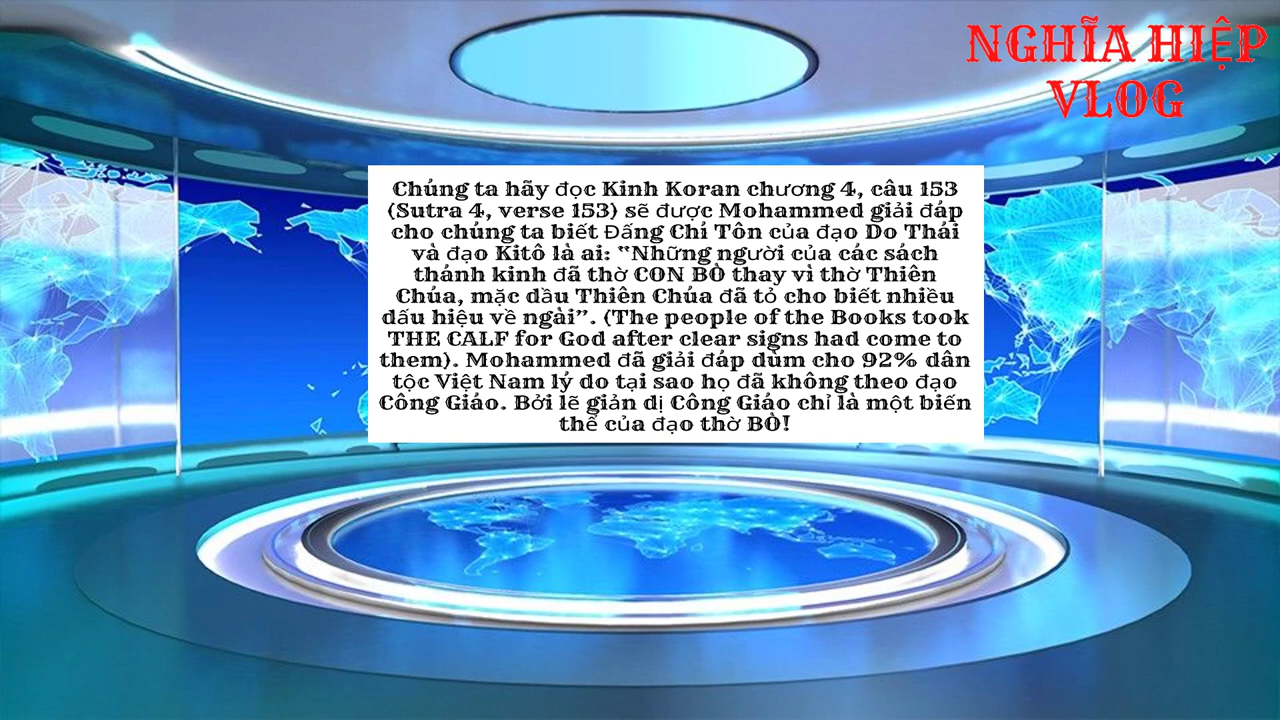 NGHĨA HIỆP
VLOG
Chúng ta hãy đọc Kinh Koran chương 4, câu 153
(Sutra 4, verse 153) sẽ được Mohammed giải đáp
cho chúng ta biết Đấng Chí Tôn của đạo Do Thái
và đạo Kitô là ai: "Những người của các sách
thánh kinh đã thờ CON BÒ thay vì thờ Thiên
Chúa, mặc dầu Thiên Chúa đã tỏ cho biết nhiều
dấu hiệu về ngài". (The people of the Books took
THE CALF for God after clear signs had come to
them). Mohammed đã giải đáp dùm cho 92% dân
tộc Việt Nam lý do tại sao họ đã không theo đạo
Công Giáo. Bởi lẽ giản dị Công Giáo chỉ là một biến
thể của đạo thờ BÒ!